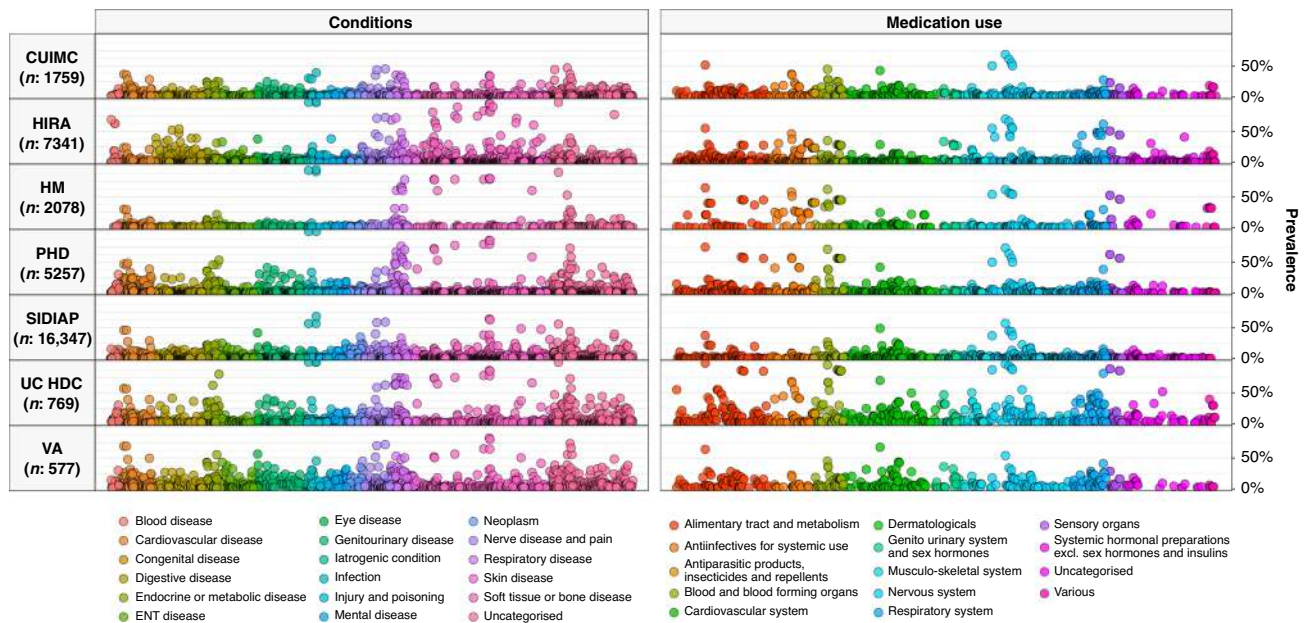 Conditions
Medication use
CUIMC
(n: 1759)
50%
0%
HIRA
(n: 7341)
50%
0%
HM
(n: 2078)
50%
0%
PHD
(n: 5257)
50%
0%
SIDIAP
(n: 16,347)
50%
0%
UC HDC
(n: 769)
50%
0%
VA
(n: 577)
50%
0%
Prevalence
Blood disease
Cardiovascular disease
Congenital disease
Digestive disease
Endocrine or metabolic disease
ENT disease
Eye disease
Genitourinary disease
Iatrogenic condition
Infection
Injury and poisoning
Mental disease
Neoplasm
Nerve disease and pain
Respiratory disease
Skin disease
Soft tissue or bone disease
Uncategorised
Alimentary tract and metabolism
Antiinfectives for systemic use
Antiparasitic products,
insecticides and repellents
Blood and blood forming organs
Cardiovascular system
Dermatologicals
Genito urinary system
and sex hormones
Musculo-skeletal system
Nervous system
Respiratory system
Sensory organs
Systemic hormonal preparations
excl. sex hormones and insulins
Uncategorised
Various